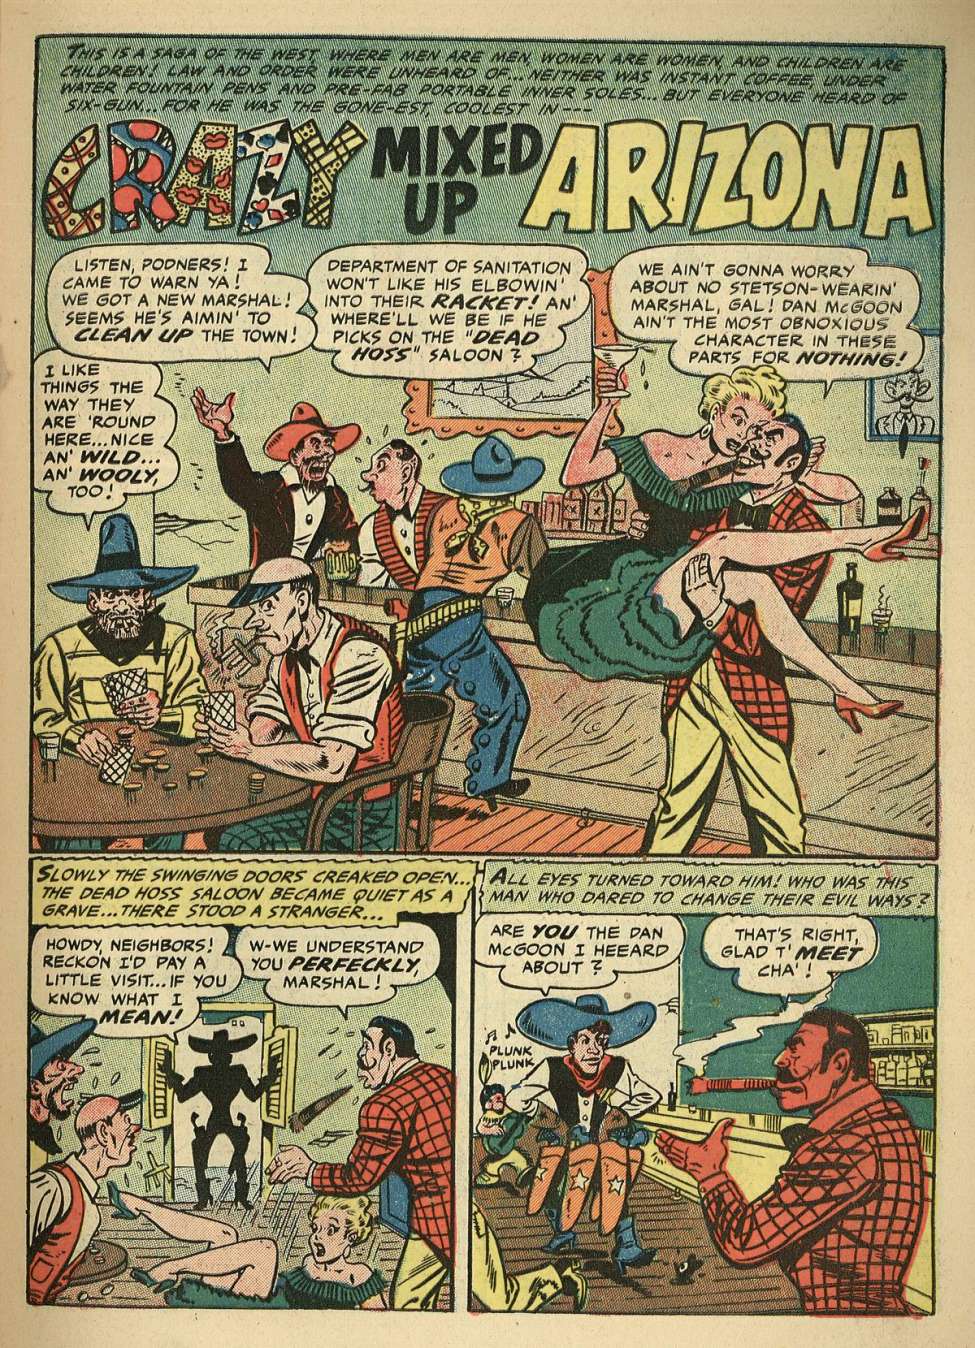 THIS IS A SAGA OF THE WEST, WHERE MEN ARE MEN, WOMEN ARE WOMEN, AND CHILDREN ARE
CHILDREN! LAW AND ORDER WERE UNHEARD OF... NEITHER WAS INSTANT COFFEE, UNDER
WATER FOUNTAIN PENS AND PRE-FAB PORTABLE INNER SOLES... BUT EVERYONE HEARD OF
SIX-GUN... FOR HE WAS THE GONE-EST, COOLEST IN ---
CRAZY MIXED UP ARIZONA
I LIKE
THINGS THE
WAY THEY
ARE 'ROUND
HERE... NICE
AN' WILD...
AN' WOOLY,
TOO!
LISTEN, PODNERS! I
CAME TO WARN YA!
WE GOT A NEW MARSHAL!
SEEMS HE'S AIMIN' TO
CLEAN UP THE TOWN!
DEPARTMENT OF SANITATION
WON'T LIKE HIS ELBOWIN'
INTO THEIR RACKET! AN'
WHERE'LL WE BE IF HE
PICKS ON THE "DEAD
HOSS" SALOON?
WE AIN'T GONNA WORRY
ABOUT NO STETSON-WEARIN'
MARSHAL, GAL! DAN McGOON
AIN'T THE MOST OBNOXIOUS
CHARACTER IN THESE
PARTS FOR NOTHING!
SLOWLY THE SWINGING DOORS CREAKED OPEN...
THE DEAD HOSS SALOON BECAME QUIET AS A
GRAVE... THERE STOOD A STRANGER...
HOWDY, NEIGHBORS!
RECKON I'D PAY A
LITTLE VISIT... IF YOU
KNOW WHAT I
MEAN!
W-WE UNDERSTAND
YOU PERFECKLY,
MARSHAL!
ALL EYES TURNED TOWARD HIM! WHO WAS THIS
MAN WHO DARED TO CHANGE THEIR EVIL WAYS?
ARE YOU THE DAN
McGOON I HEEARD
ABOUT?
THAT'S RIGHT,
GLAD T' MEET
CHA'!
PLUNK
PLUNK